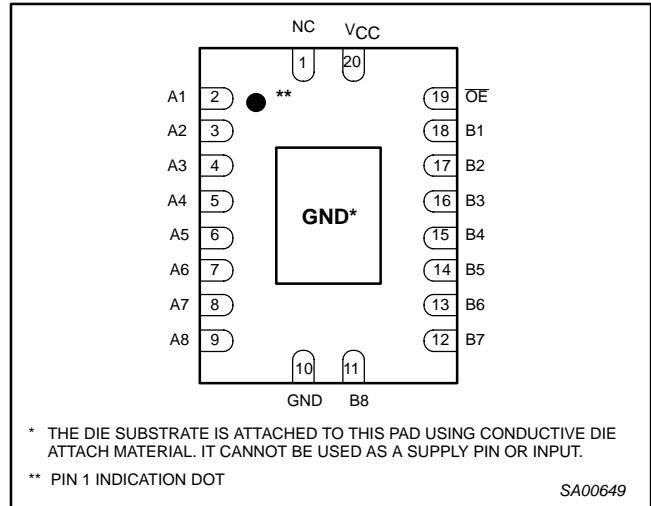 NC VCC
1 20
A1 2 ** 19 OE
A2 3 18 B1
A3 4 17 B2
A4 5 16 B3
GND*
A5 6 15 B4
A6 7 14 B5
A7 8 13 B6
A8 9 12 B7
10 11
GND B8
* THE DIE SUBSTRATE IS ATTACHED TO THIS PAD USING CONDUCTIVE DIE
ATTACH MATERIAL. IT CANNOT BE USED AS A SUPPLY PIN OR INPUT.
** PIN 1 INDICATION DOT
SA00649